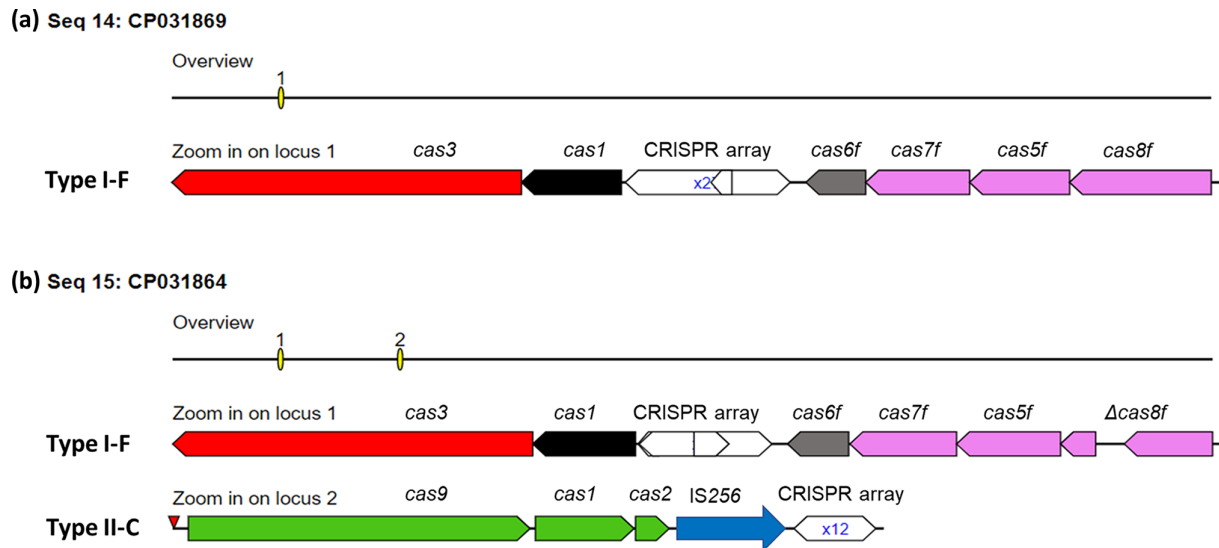 (a) Seq 14: CP031869
Overview
1
Zoom in on locus 1 cas3 cas1 CRISPR array cas6f cas7f cas5f cas8f
Type I-F x2
(b) Seq 15: CP031864
Overview
1 2
Zoom in on locus 1 cas3 cas1 CRISPR array cas6f cas7f cas5f Δcas8f
Type I-F
Zoom in on locus 2 cas9 cas1 cas2 IS256 CRISPR array
Type II-C x12